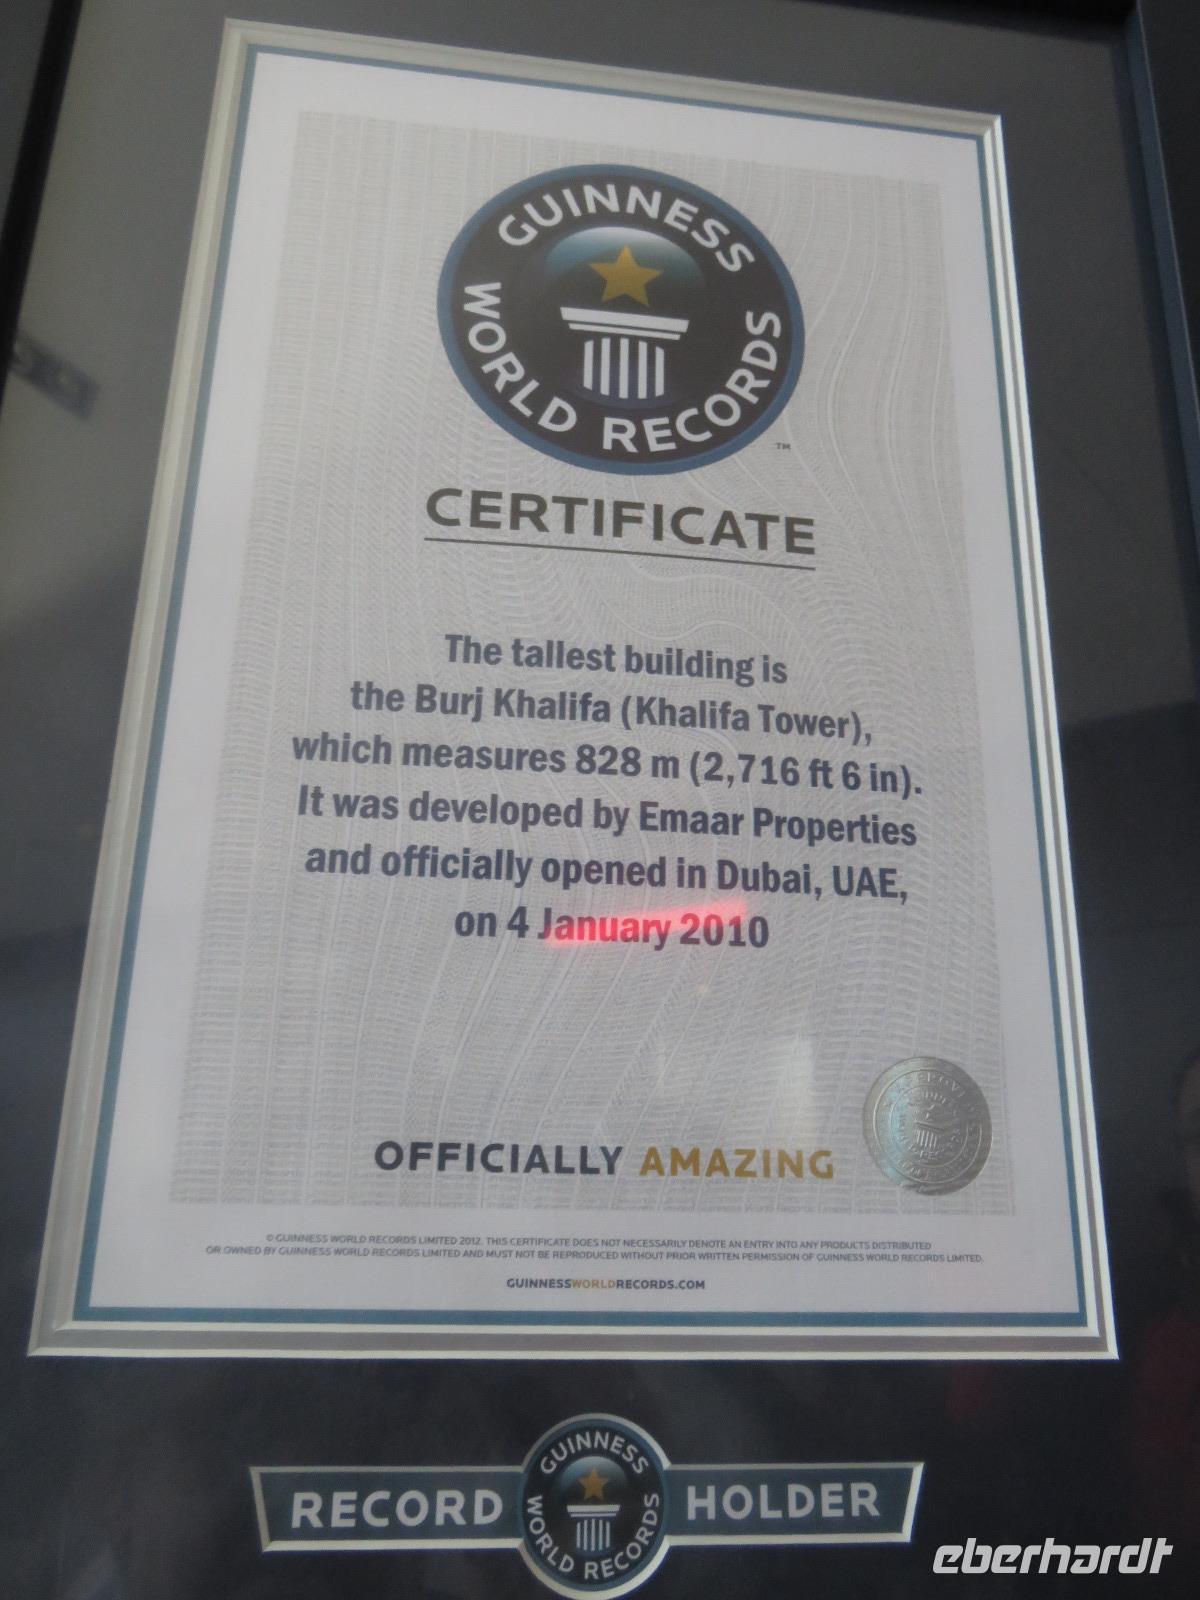 GUINNESS
WORLD RECORDS
™
CERTIFICATE
The tallest building is
the Burj Khalifa (Khalifa Tower),
which measures 828 m (2,716 ft 6 in).
It was developed by Emaar Properties
and officially opened in Dubai, UAE,
on 4 January 2010
OFFICIALLY AMAZING
© GUINNESS WORLD RECORDS LIMITED 2012. THIS CERTIFICATE DOES NOT NECESSARILY DENOTE AN ENTRY INTO ANY PRODUCTS DISTRIBUTED
OR OWNED BY GUINNESS WORLD RECORDS LIMITED AND MUST NOT BE REPRODUCED WITHOUT PRIOR WRITTEN PERMISSION OF GUINNESS WORLD RECORDS LIMITED.
GUINNESSWORLDRECORDS.COM
RECORD
GUINNESS
WORLD RECORDS
HOLDER
eberhardt